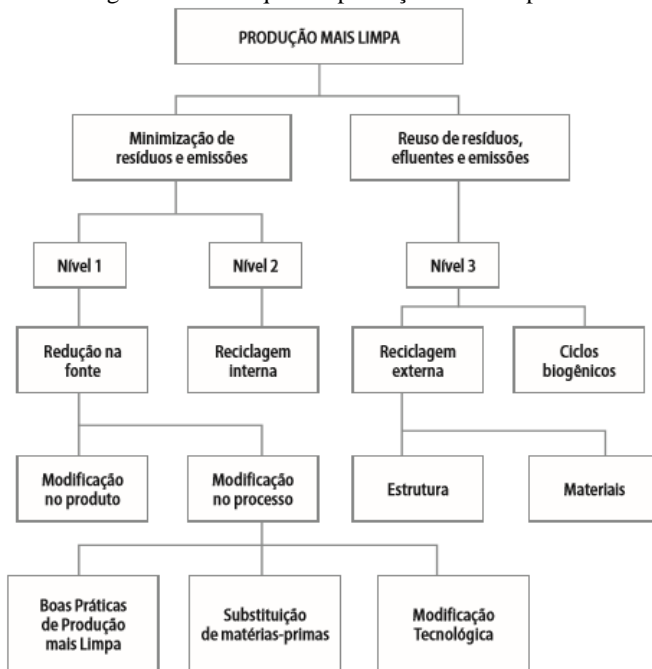 PRODUÇÃO MAIS LIMPA
Minimização de
resíduos e emissões
Reuso de resíduos,
efluentes e emissões
Nível 1
Nível 2
Nível 3
Redução na
fonte
Reciclagem
interna
Reciclagem
externa
Ciclos
biogênicos
Modificação
no produto
Modificação
no processo
Estrutura
Materiais
Boas Práticas
de Produção
mais Limpa
Substituição
de matérias-primas
Modificação
Tecnológica